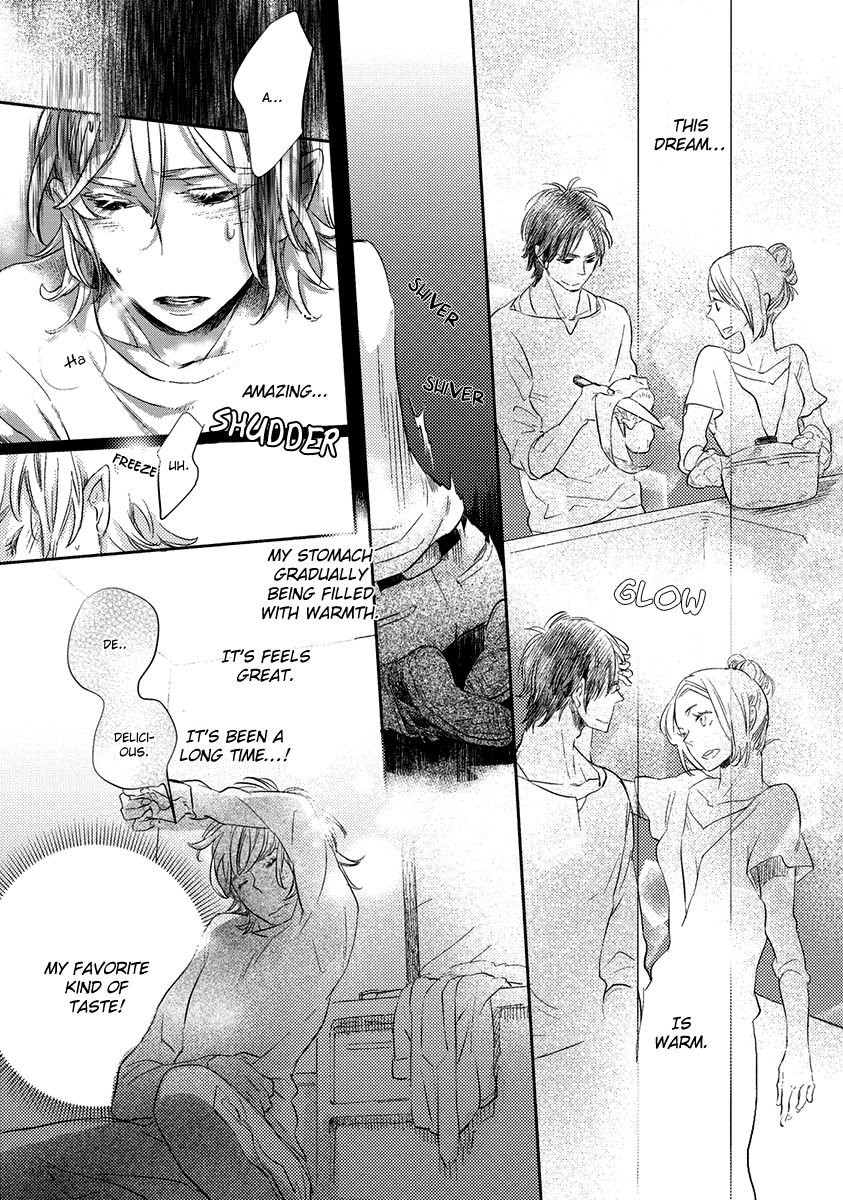 THIS
DREAM...
GLOW
IS
WARM.
SHIVER
SHIVER
A...
Ha
AMAZING...
SHUDDER
FREEZE
UH.
MY STOMACH
GRADUALLY
BEING FILLED
WITH WARMTH.
IT'S FEELS
GREAT.
IT'S BEEN A
LONG TIME...!
DE..
DELICI-
OUS.
MY FAVORITE
KIND OF
TASTE!